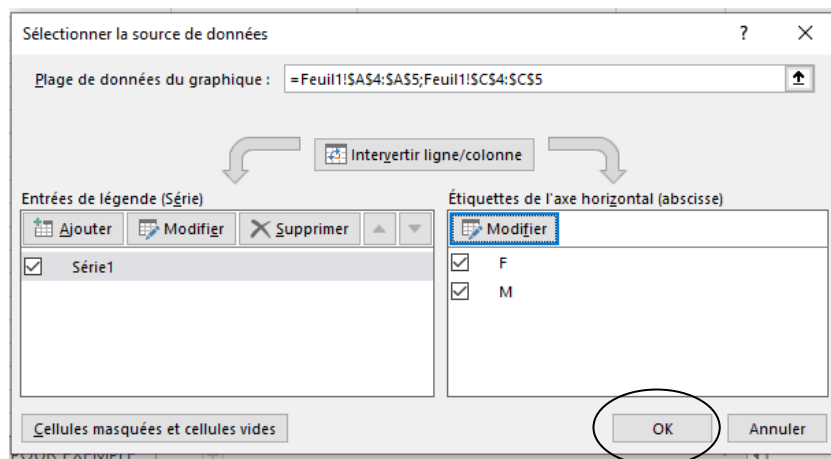 Sélectionner la source de données ?
Plage de données du graphique : =Feuil1!$A$4:$A$5;Feuil1!$C$4:$C$5
Intervertir ligne/colonne
Entrées de légende (Série)
Ajouter Modifier Supprimer
Série1
Étiquettes de l'axe horizontal (abscisse)
Modifier
F
M
Cellules masquées et cellules vides
OK Annuler
POUR EXEMPLE